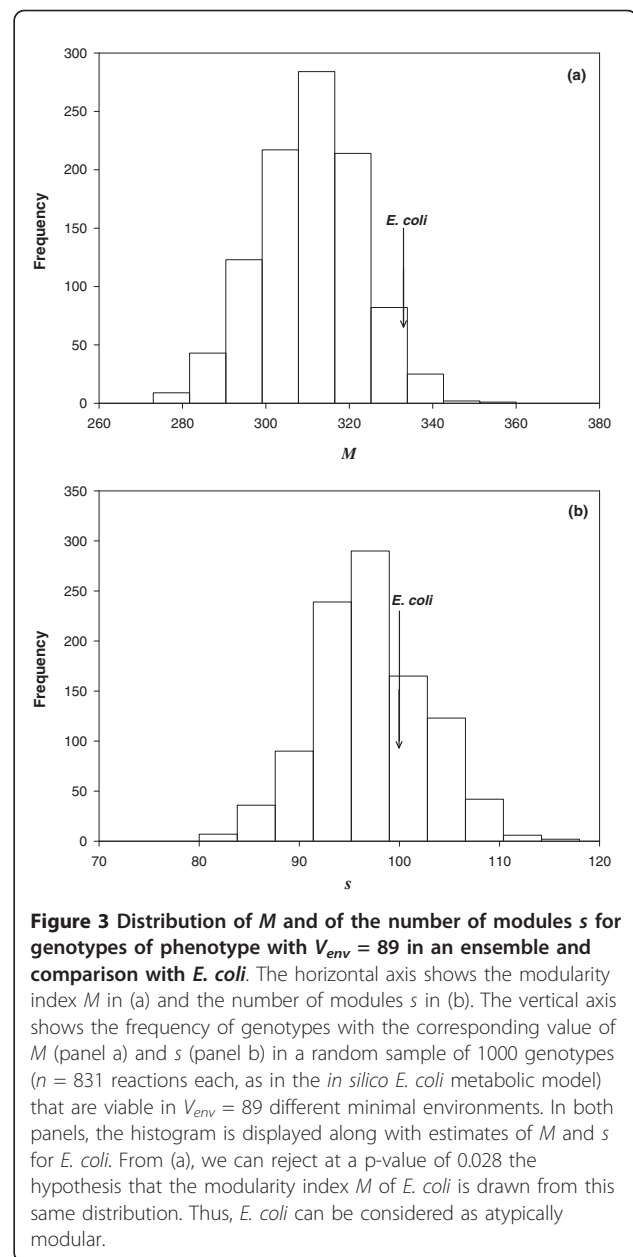 300
(a)
250
200
E. coli
150
100
50
0
Frequency
260 280 300 320 340 360 380
M
350
(b)
300
250
E. coli
200
150
100
50
0
Frequency
70 80 90 100 110 120
s
Figure 3 Distribution of M and of the number of modules s for
genotypes of phenotype with Venv = 89 in an ensemble and
comparison with E. coli. The horizontal axis shows the modularity
index M in (a) and the number of modules s in (b). The vertical axis
shows the frequency of genotypes with the corresponding value of
M (panel a) and s (panel b) in a random sample of 1000 genotypes
(n = 831 reactions each, as in the in silico E. coli metabolic model)
that are viable in Venv = 89 different minimal environments. In both
panels, the histogram is displayed along with estimates of M and s
for E. coli. From (a), we can reject at a p-value of 0.028 the
hypothesis that the modularity index M of E. coli is drawn from this
same distribution. Thus, E. coli can be considered as atypically
modular.